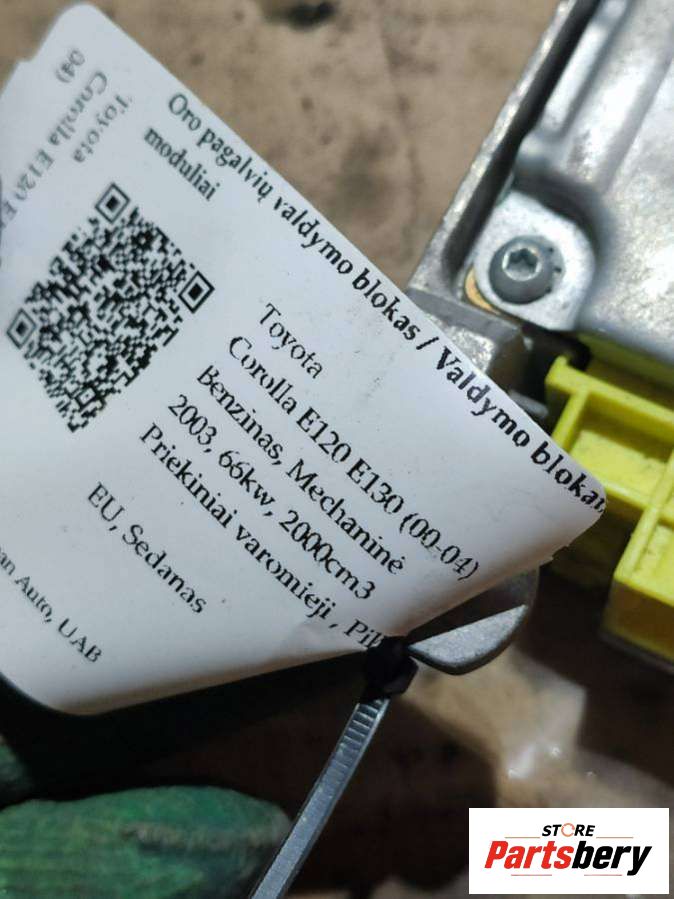 Oro pagalvių valdymo blokas / Valdymo blokai,
moduliai
Toyota
Corolla E120 E130 (00-04)
Benzinas, Mechaninė
2003, 66kw, 2000cm3
Priekiniai varomieji,
EU, Sedanas
Auto, UAB
Toyota
Corolla E120
04)
STORE
Partsbery